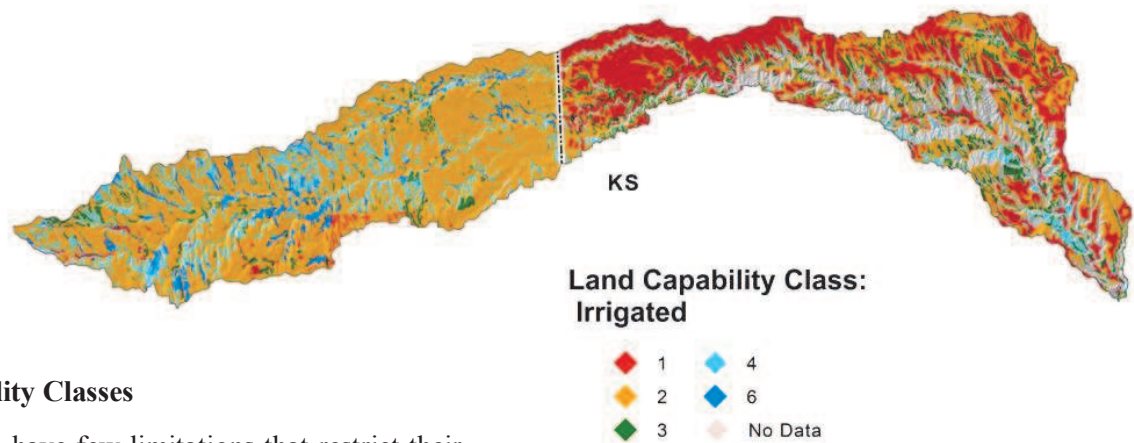 KS
Land Capability Class:
Irrigated
1 4
2 6
3 No Data
lity Classes
have few limitations that restrict their